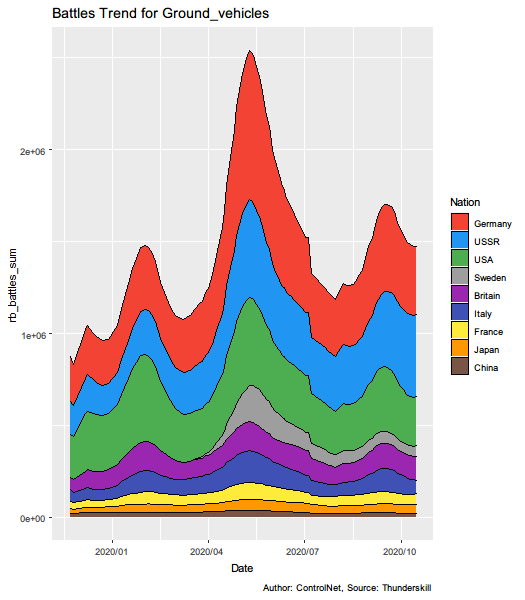 Battles Trend for Ground_vehicles
rb_battles_sum
2e+06
1e+06
0e+00
2020/01
2020/04
2020/07
2020/10
Date
Nation
Germany
USSR
USA
Sweden
Britain
Italy
France
Japan
China
Author: ControlNet, Source: Thunderskill